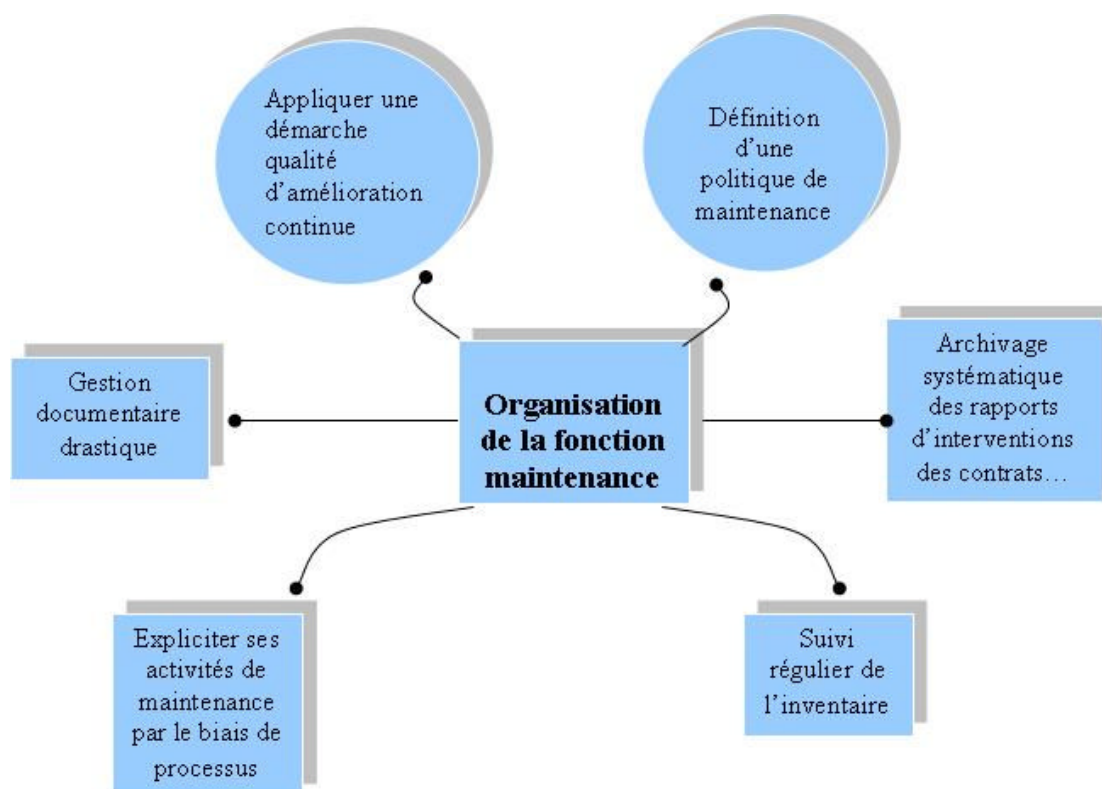 Appliquer une
démarche
qualité
d'amélioration
continue
Définition
d'une
politique de
maintenance
Gestion
documentaire
drastique
Organisation
de la fonction
maintenance
Archivage
systématique
des rapports
d'interventions
des contrats...
Expliciter ses
activités de
maintenance
par le biais de
processus
Suivi
régulier de
l'inventaire